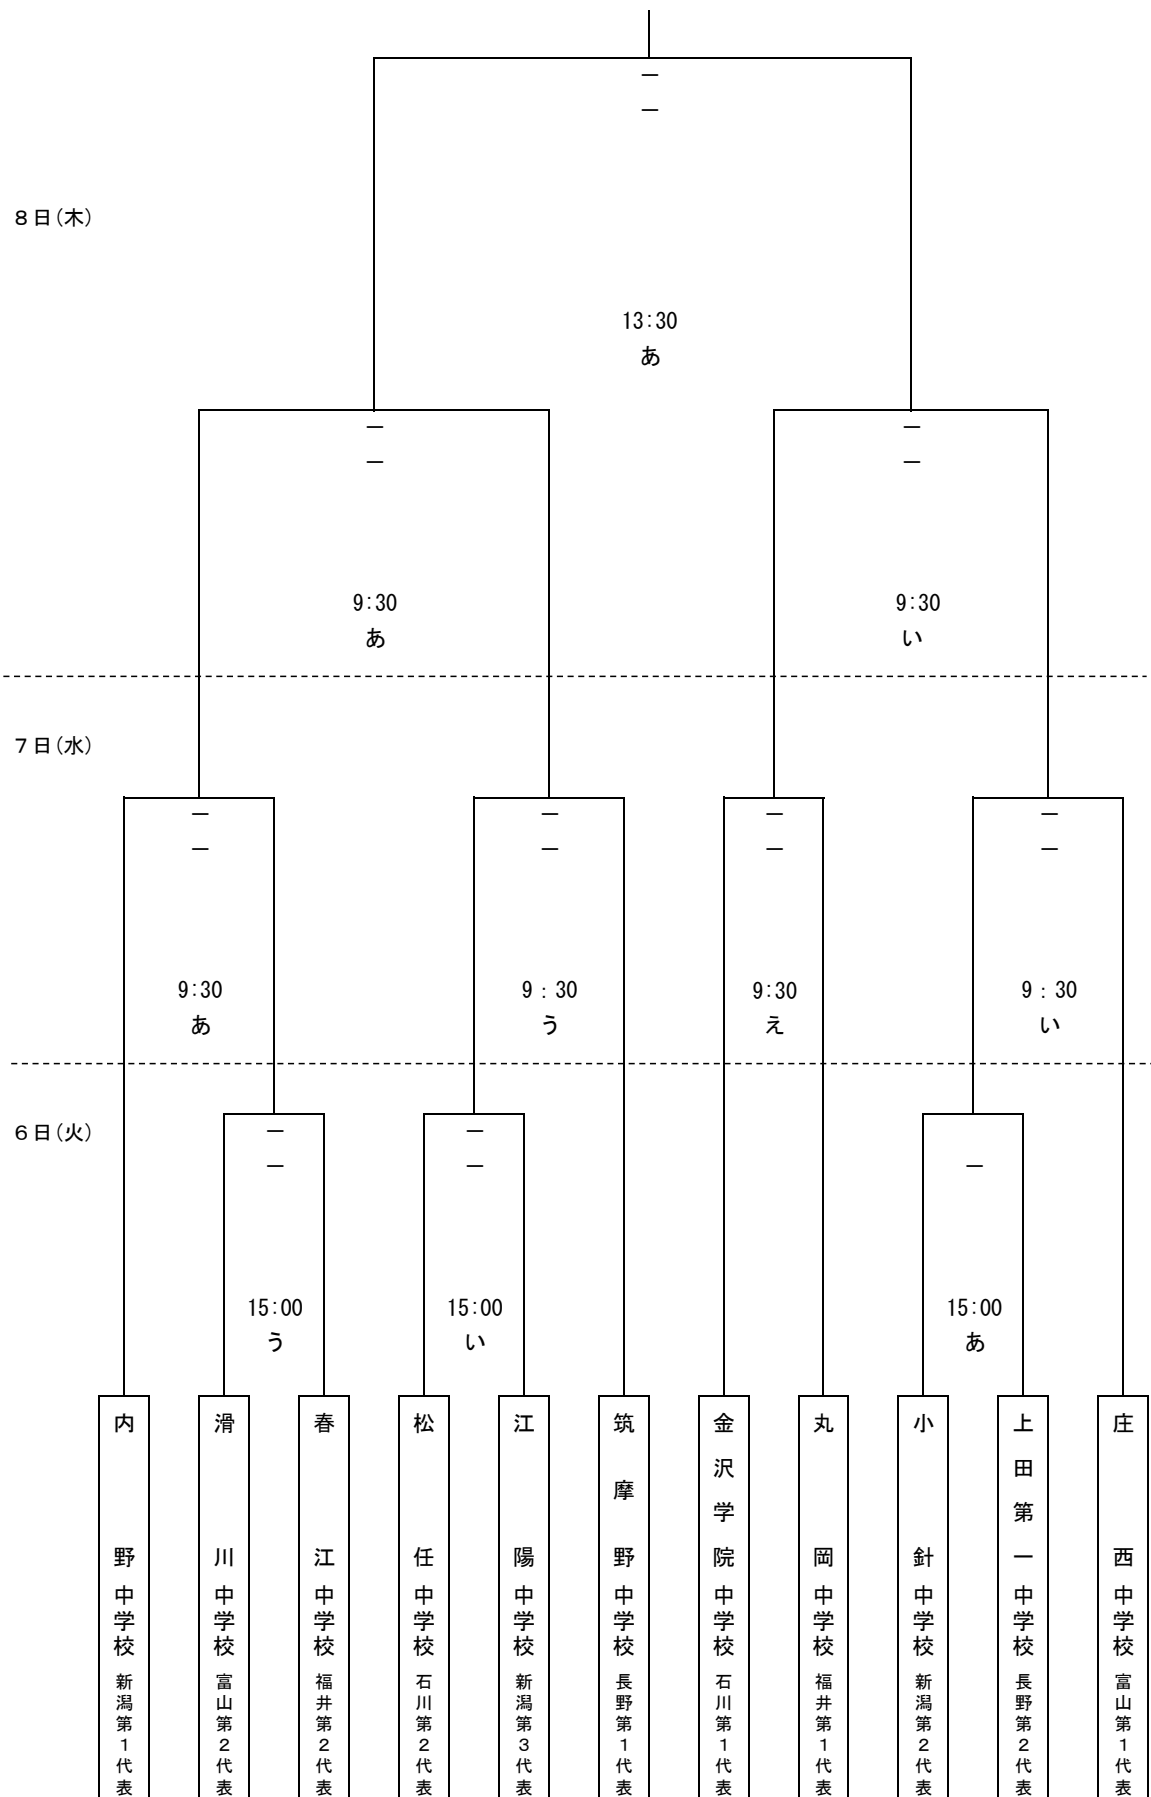 —
—
８日(木)
13:30
あ
—　—
—　—
9:30　9:30
あ　い
７日(水)
—　—　—　—
—　—　—　—
9:30　9：30　9:30　9：30
あ　う　え　い
６日(火)
—　—
—　—　—
15:00　15:00　15:00
う　い　あ
内野中学校新潟第１代表
滑川中学校富山第２代表
春江中学校福井第２代表
松任中学校石川第２代表
江陽中学校新潟第３代表
筑摩野中学校長野第１代表
金沢学院中学校石川第１代表
丸岡中学校福井第１代表
小針中学校新潟第２代表
上田第一中学校長野第２代表
庄西中学校富山第１代表